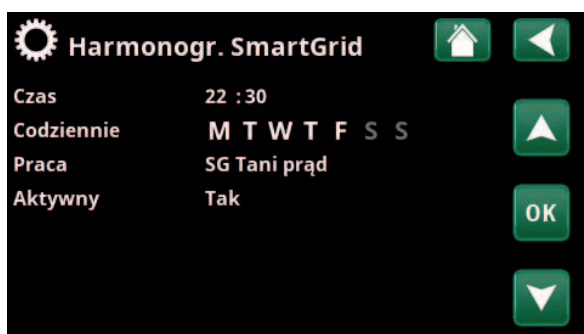 Harmonogr. SmartGrid
Czas 22 :30
Codziennie M T W T F S S
Praca SG Tani prąd
Aktywny Tak
OK